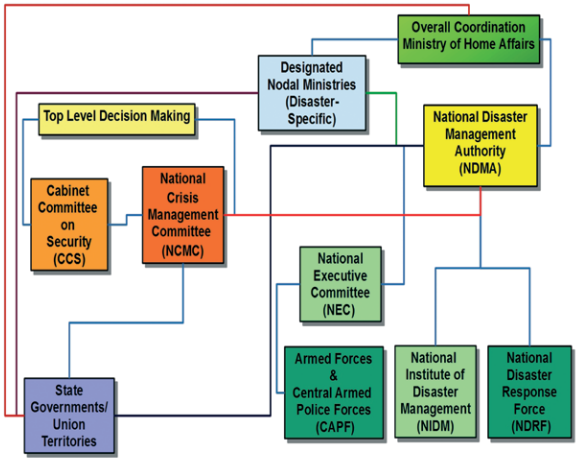 Overall Coordination
Ministry of Home Affairs
Designated
Nodal Ministries
(Disaster-
Specific)
Top Level Decision Making
National Disaster
Management
Authority
(NDMA)
Cabinet
Committee
on
Security
(CCS)
National
Crisis
Management
Committee
(NCMC)
National
Executive
Committee
(NEC)
State
Governments/
Union
Territories
Armed Forces
&
Central Armed
Police Forces
(CAPF)
National
Institute of
Disaster
Management
(NIDM)
National
Disaster
Response
Force
(NDRF)